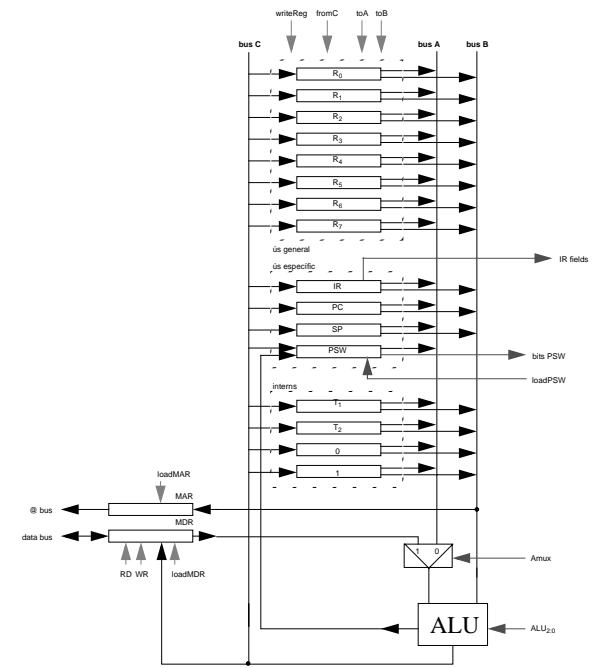 writeReg fromC toA toB
bus C bus A bus B
R0
R1
R2
R3
R4
R5
R6
R7
ús general
ús específic
IR fields
IR
PC
SP
PSW
bits PSW
loadPSW
interns
T1
T2
0
1
loadMAR
MAR
@ bus
MDR
data bus
1 0
RD WR loadMDR
Amux
ALU
ALU2:0